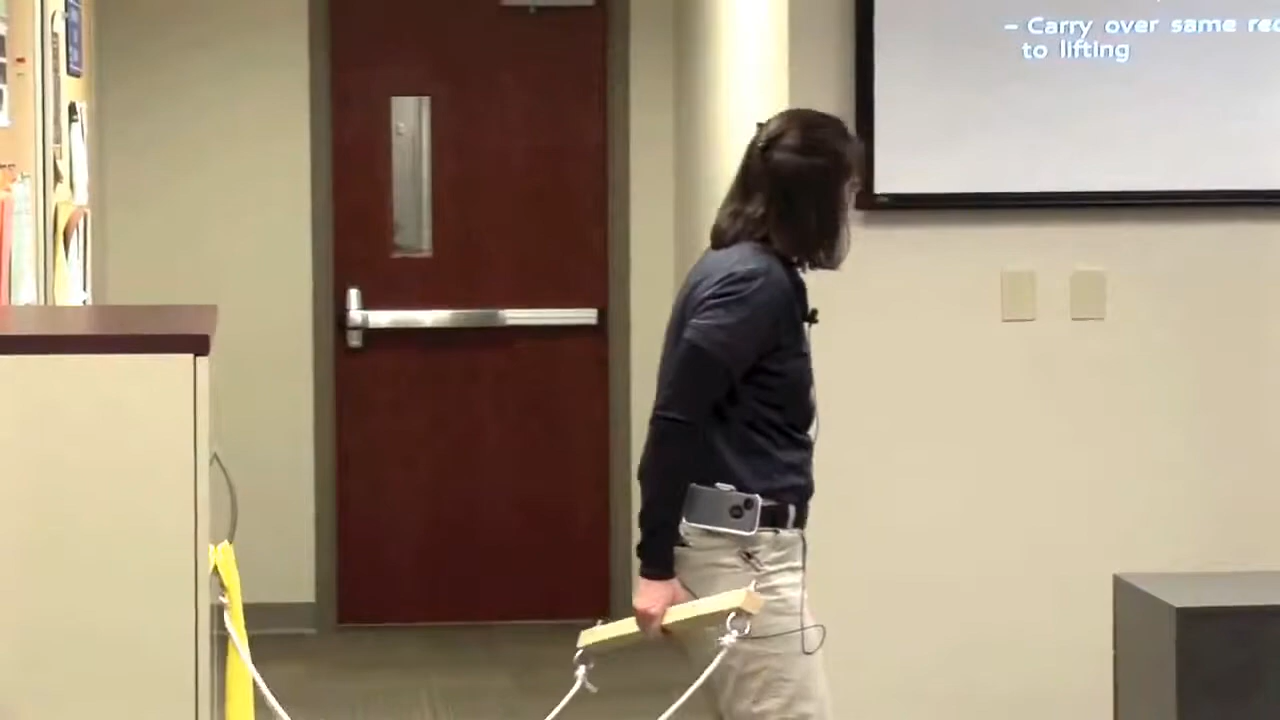 – Carry over same
to lifting